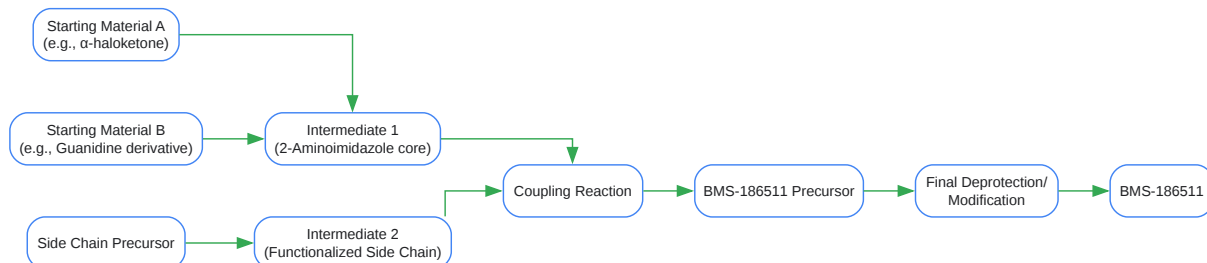 Starting Material A
(e.g., α-haloketone)
Starting Material B
(e.g., Guanidine derivative)
Intermediate 1
(2-Aminoimidazole core)
Side Chain Precursor
Intermediate 2
(Functionalized Side Chain)
Coupling Reaction
BMS-186511 Precursor
Final Deprotection/
Modification
BMS-186511